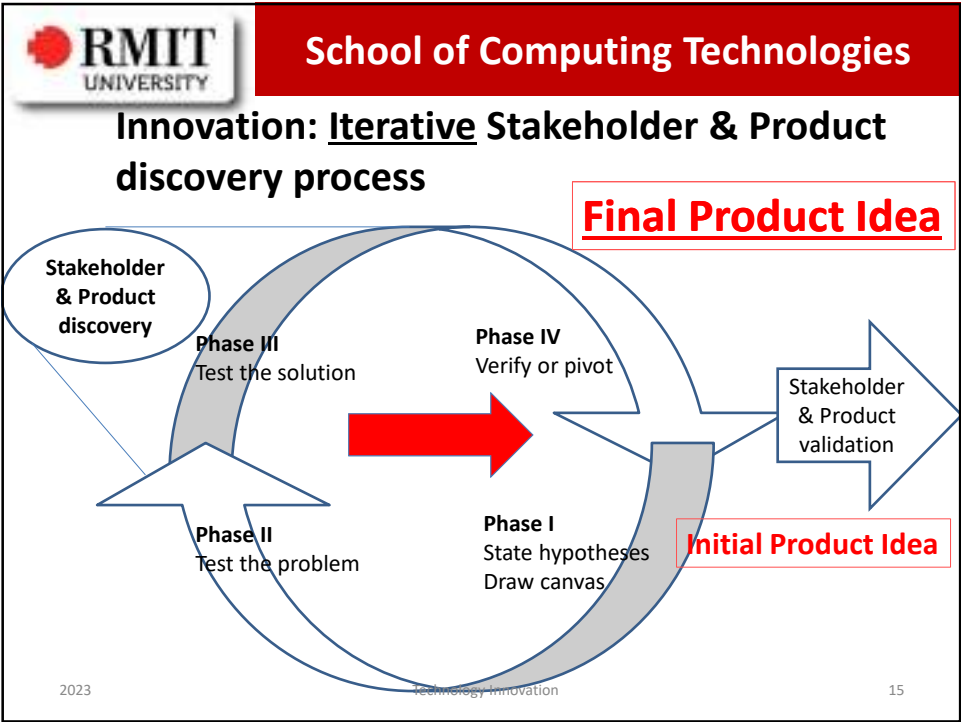 RMIT
UNIVERSITY
School of Computing Technologies
Innovation: Iterative Stakeholder & Product
discovery process
Final Product Idea
Stakeholder
& Product
discovery
Phase III
Test the solution
Phase IV
Verify or pivot
Stakeholder
& Product
validation
Phase II
Test the problem
Phase I
State hypotheses
Draw canvas
Initial Product Idea
2023
Technology Innovation
15